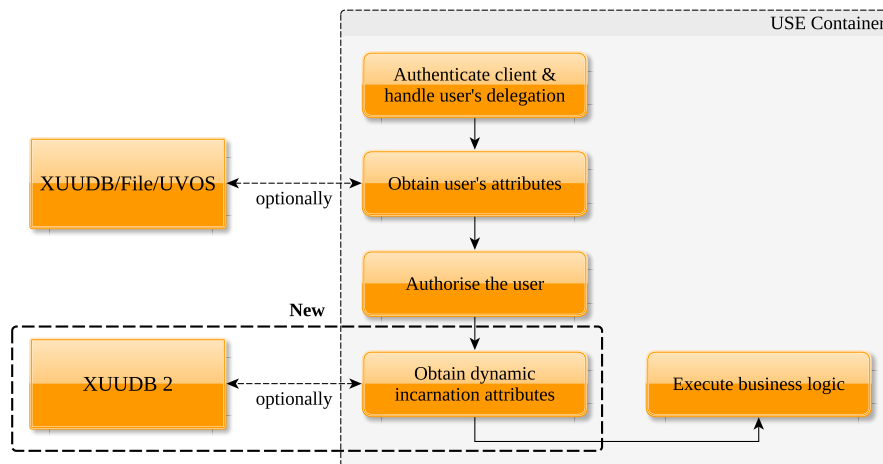 USE Container
Authenticate client &
handle user's delegation
XUUDB/File/UVOS
optionally
Obtain user's attributes
Authorise the user
New
XUUDB 2
optionally
Obtain dynamic
incarnation attributes
Execute business logic